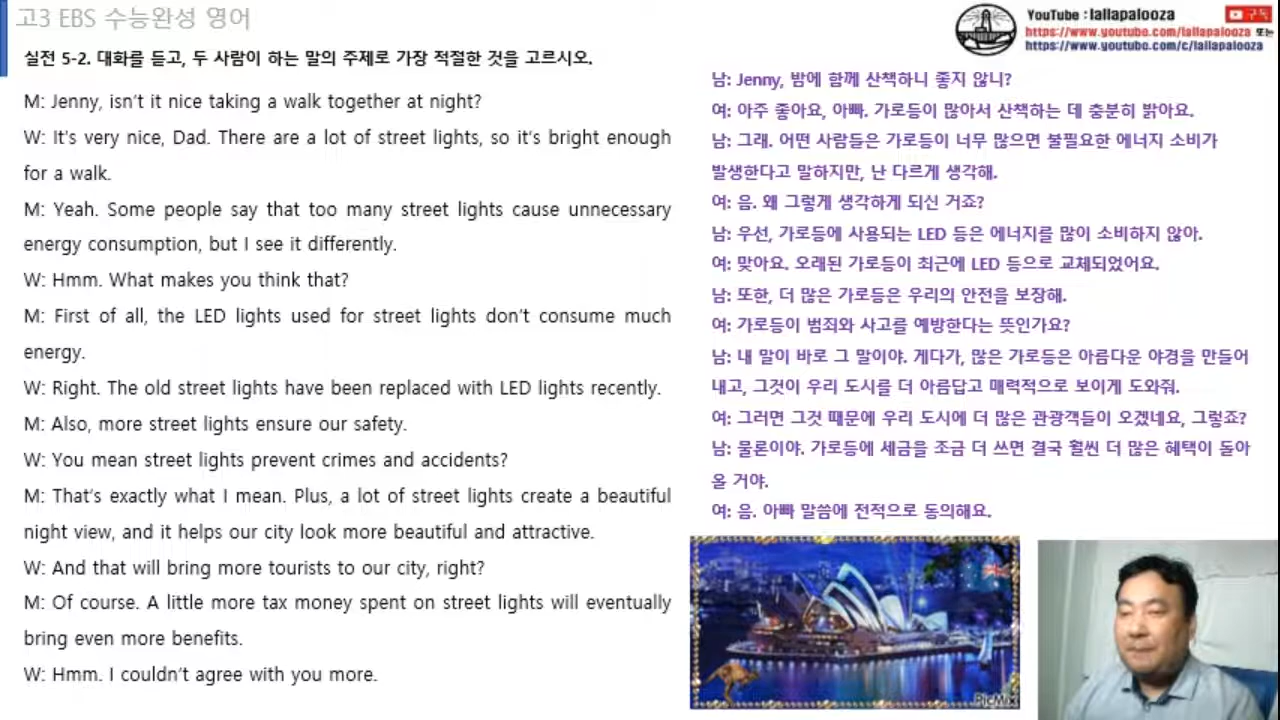 고3 EBS 수능완성 영어
YouTube : lallapalooza
구독
https://www.youtube.com/lallapalooza 또는
https://www.youtube.com/c/lallapalooza
실전 5-2. 대화를 듣고, 두 사람이 하는 말의 주제로 가장 적절한 것을 고르시오.
M: Jenny, isn't it nice taking a walk together at night?
W: It's very nice, Dad. There are a lot of street lights, so it's bright enough
for a walk.
M: Yeah. Some people say that too many street lights cause unnecessary
energy consumption, but I see it differently.
W: Hmm. What makes you think that?
M: First of all, the LED lights used for street lights don't consume much
energy.
W: Right. The old street lights have been replaced with LED lights recently.
M: Also, more street lights ensure our safety.
W: You mean street lights prevent crimes and accidents?
M: That's exactly what I mean. Plus, a lot of street lights create a beautiful
night view, and it helps our city look more beautiful and attractive.
W: And that will bring more tourists to our city, right?
M: Of course. A little more tax money spent on street lights will eventually
bring even more benefits.
W: Hmm. I couldn't agree with you more.
남: Jenny, 밤에 함께 산책하니 좋지 않니?
여: 아주 좋아요, 아빠. 가로등이 많아서 산책하는 데 충분히 밝아요.
남: 그래. 어떤 사람들은 가로등이 너무 많으면 불필요한 에너지 소비가
발생한다고 말하지만, 난 다르게 생각해.
여: 음. 왜 그렇게 생각하게 되신 거죠?
남: 우선, 가로등에 사용되는 LED 등은 에너지를 많이 소비하지 않아.
여: 맞아요. 오래된 가로등이 최근에 LED 등으로 교체되었어요.
남: 또한, 더 많은 가로등은 우리의 안전을 보장해.
여: 가로등이 범죄와 사고를 예방한다는 뜻인가요?
남: 내 말이 바로 그 말이야. 게다가, 많은 가로등은 아름다운 야경을 만들어
내고, 그것이 우리 도시를 더 아름답고 매력적으로 보이게 도와줘.
여: 그러면 그것 때문에 우리 도시에 더 많은 관광객들이 오겠네요, 그렇죠?
남: 물론이야. 가로등에 세금을 조금 더 쓰면 결국 훨씬 더 많은 혜택이 돌아
올 거야.
여: 음. 아빠 말씀에 전적으로 동의해요.
PicMix